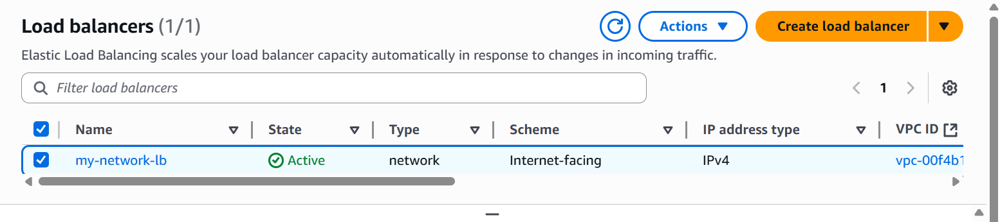 Load balancers (1/1)
Actions
Create load balancer
Elastic Load Balancing scales your load balancer capacity automatically in response to changes in incoming traffic.
Filter load balancers
1
Name State Type Scheme IP address type VPC ID
my-network-lb Active network Internet-facing IPv4 vpc-00f4b1